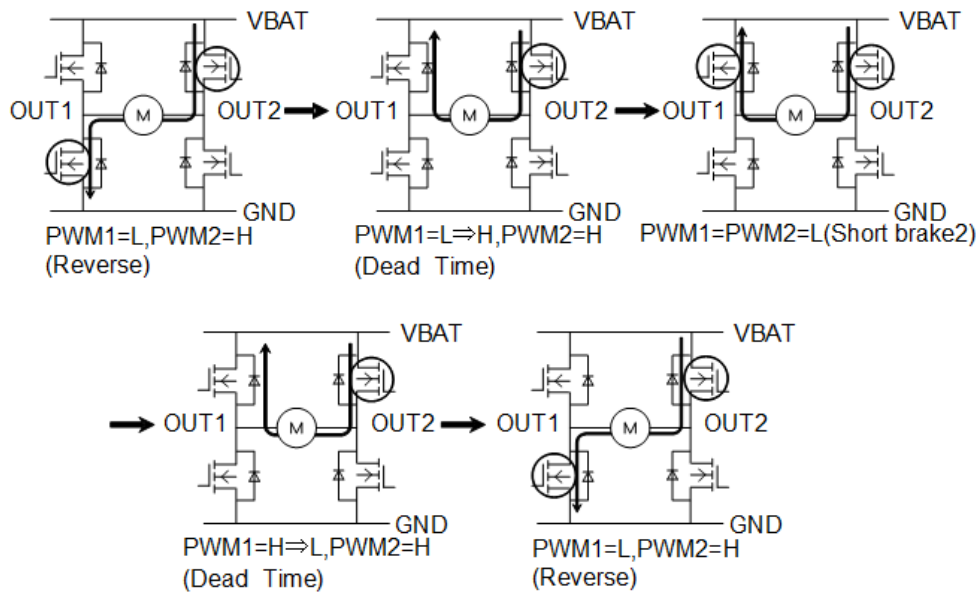 VBAT
OUT1
M
OUT2
GND
PWM1=L,PWM2=H
(Reverse)
VBAT
OUT1
M
OUT2
GND
PWM1=L⇒H,PWM2=H
(Dead Time)
VBAT
OUT1
M
OUT2
GND
PWM1=PWM2=L(Short brake2)
VBAT
OUT1
M
OUT2
GND
PWM1=H⇒L,PWM2=H
(Dead Time)
VBAT
OUT1
M
OUT2
GND
PWM1=L,PWM2=H
(Reverse)